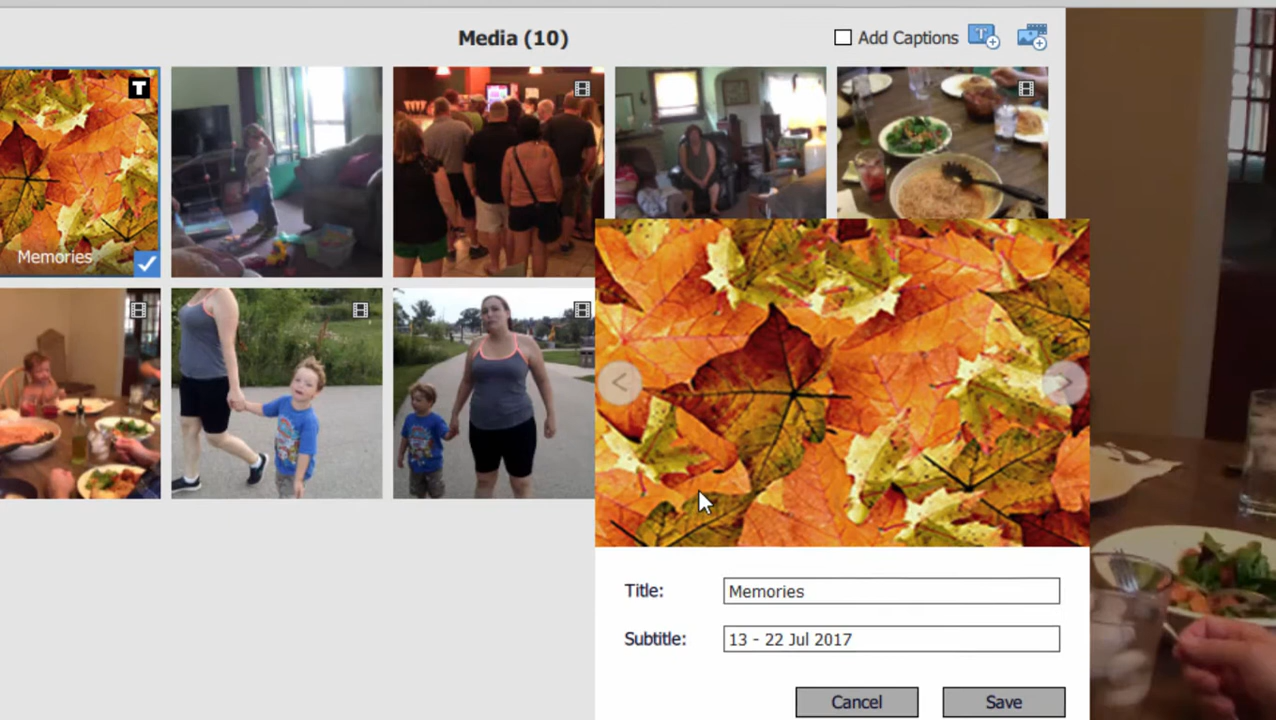 Media (10)
Add Captions
T
T
Memories
Title:
Memories
Subtitle:
13 - 22 Jul 2017
Cancel
Save